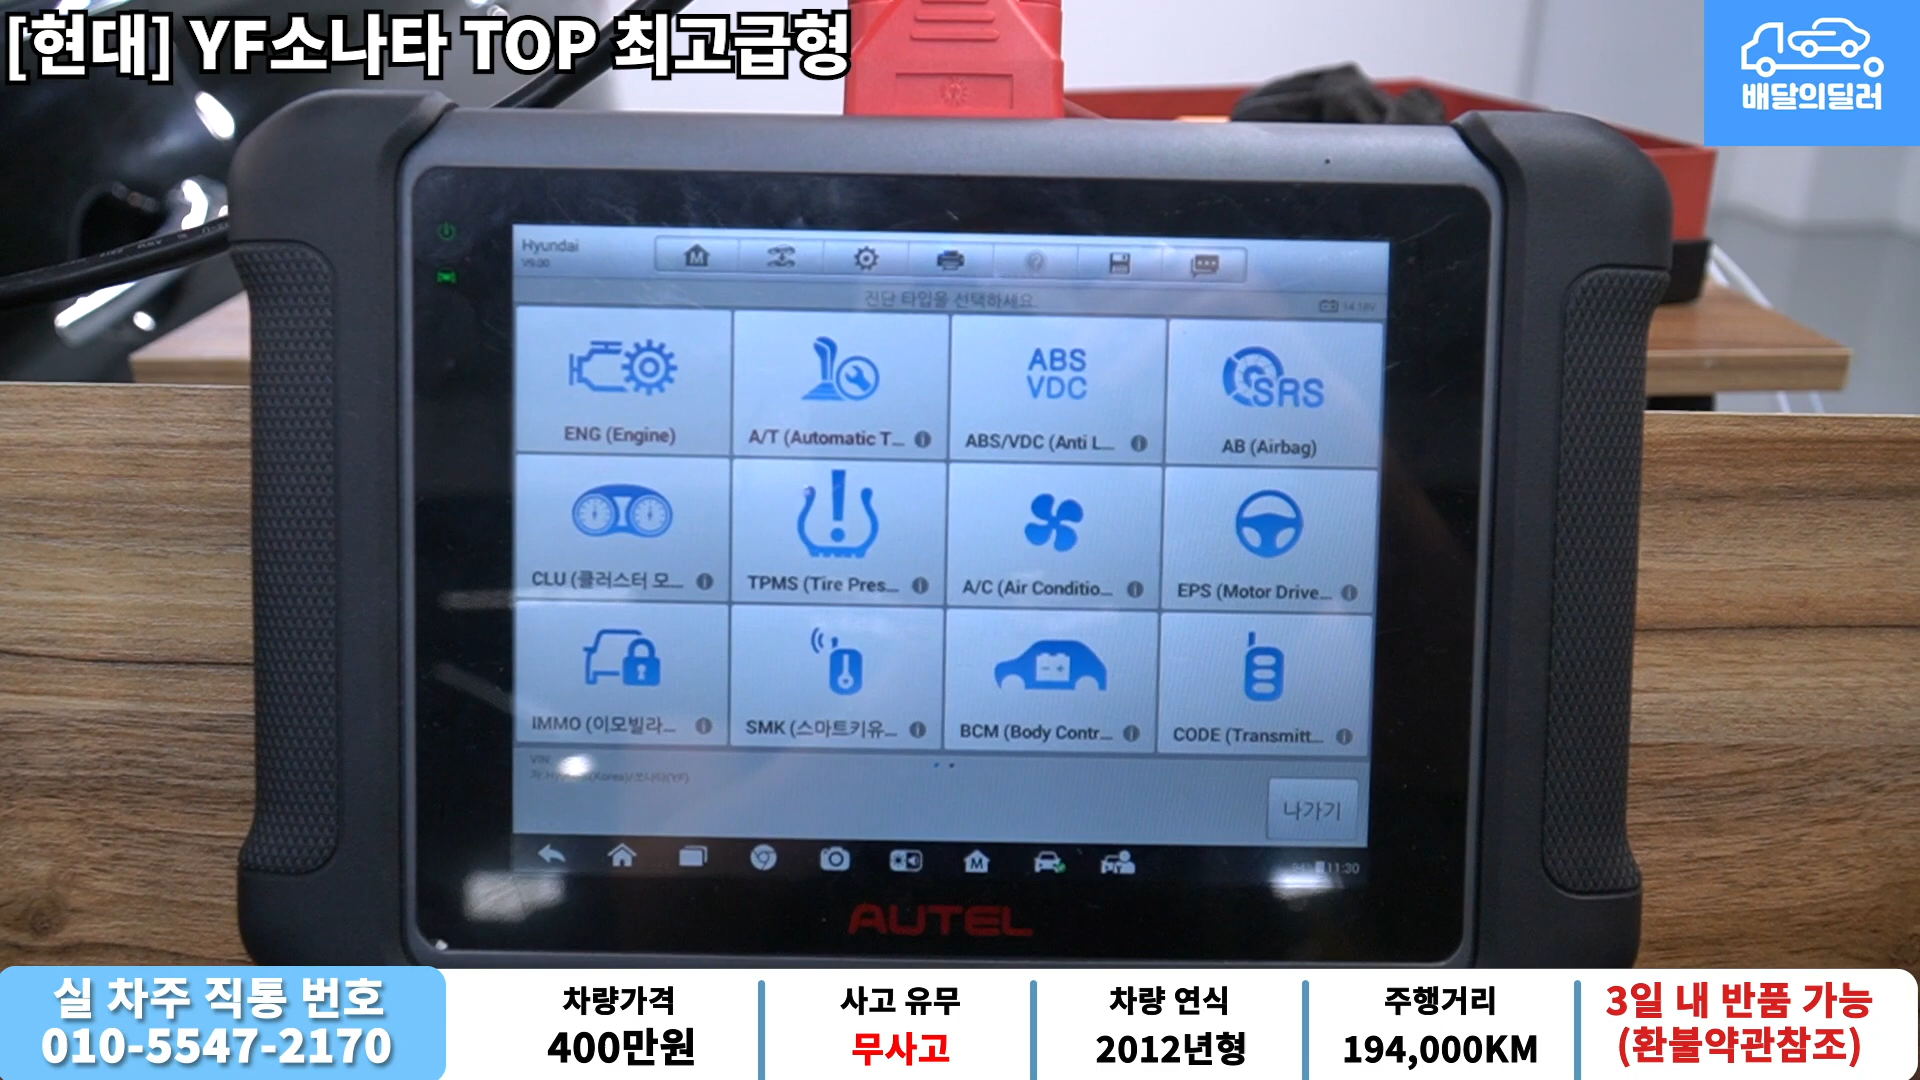 [현대] YF소나타 TOP 최고급형
배달의딜러
Hyundai
진단 타입을 선택하세요.
14.18V
ABS
VDC
SRS
ENG (Engine)
A/T (Automatic T...
ABS/VDC (Anti L...
AB (Airbag)
CLU (클러스터 모...
TPMS (Tire Pres...
A/C (Air Conditio...
EPS (Motor Drive...
IMMO (이모빌라...
SMK (스마트키유...
BCM (Body Contr...
CODE (Transmitt...
VIN:
나가기
11:30
AUTEL
실 차주 직통 번호
010-5547-2170
차량가격
400만원
사고 유무
무사고
차량 연식
2012년형
주행거리
194,000KM
3일 내 반품 가능
(환불약관참조)